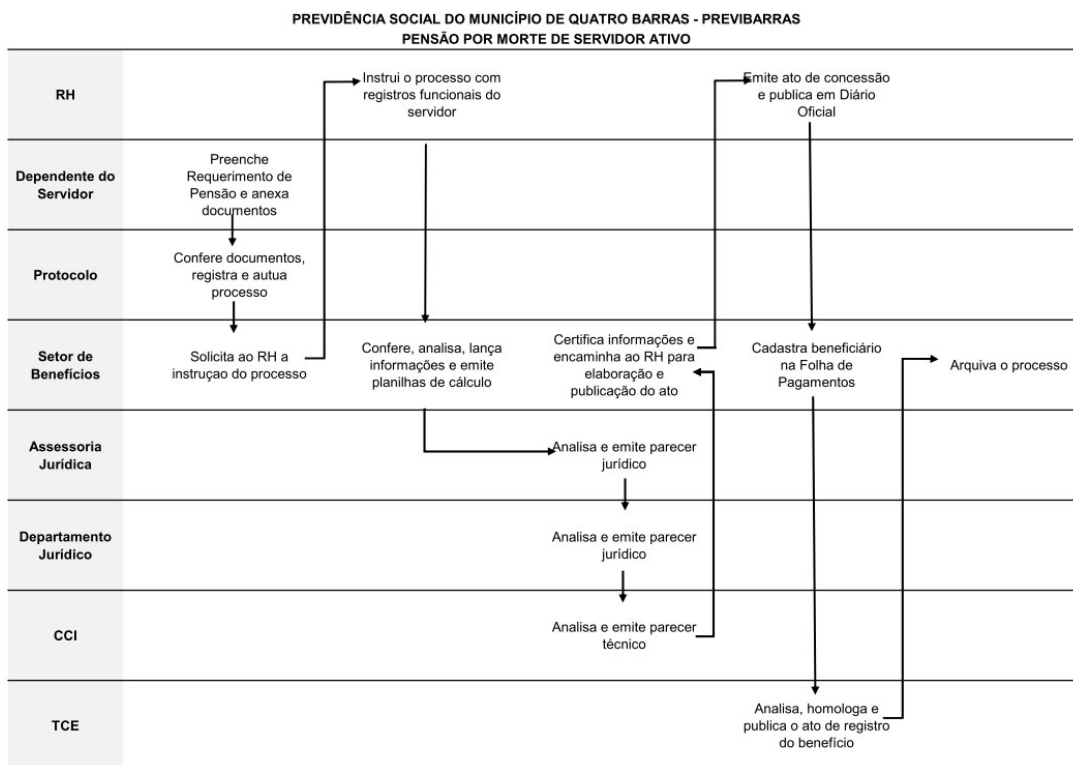 PREVIDÊNCIA SOCIAL DO MUNICÍPIO DE QUATRO BARRAS - PREVIBARRAS
PENSÃO POR MORTE DE SERVIDOR ATIVO
RH
Instrui o processo com
registros funcionais do
servidor
Emite ato de concessão
e publica em Diário
Oficial
Dependente do
Servidor
Preenche
Requerimento de
Pensão e anexa
documentos
Protocolo
Confere documentos,
registra e autua
processo
Setor de
Benefícios
Solicita ao RH a
instruçao do processo
Confere, analisa, lança
informações e emite
planilhas de cálculo
Certifica informações e
encaminha ao RH para
elaboração e
publicação do ato
Cadastra beneficiário
na Folha de
Pagamentos
Arquiva o processo
Assessoria
Jurídica
Analisa e emite parecer
jurídico
Departamento
Jurídico
Analisa e emite parecer
jurídico
CCI
Analisa e emite parecer
técnico
TCE
Analisa, homologa e
publica o ato de registro
do benefício